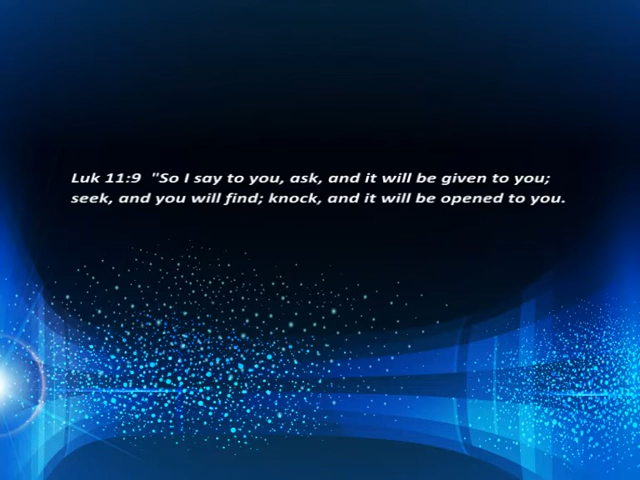 Luk 11:9  "So I say to you, ask, and it will be given to you;
seek, and you will find; knock, and it will be opened to you.